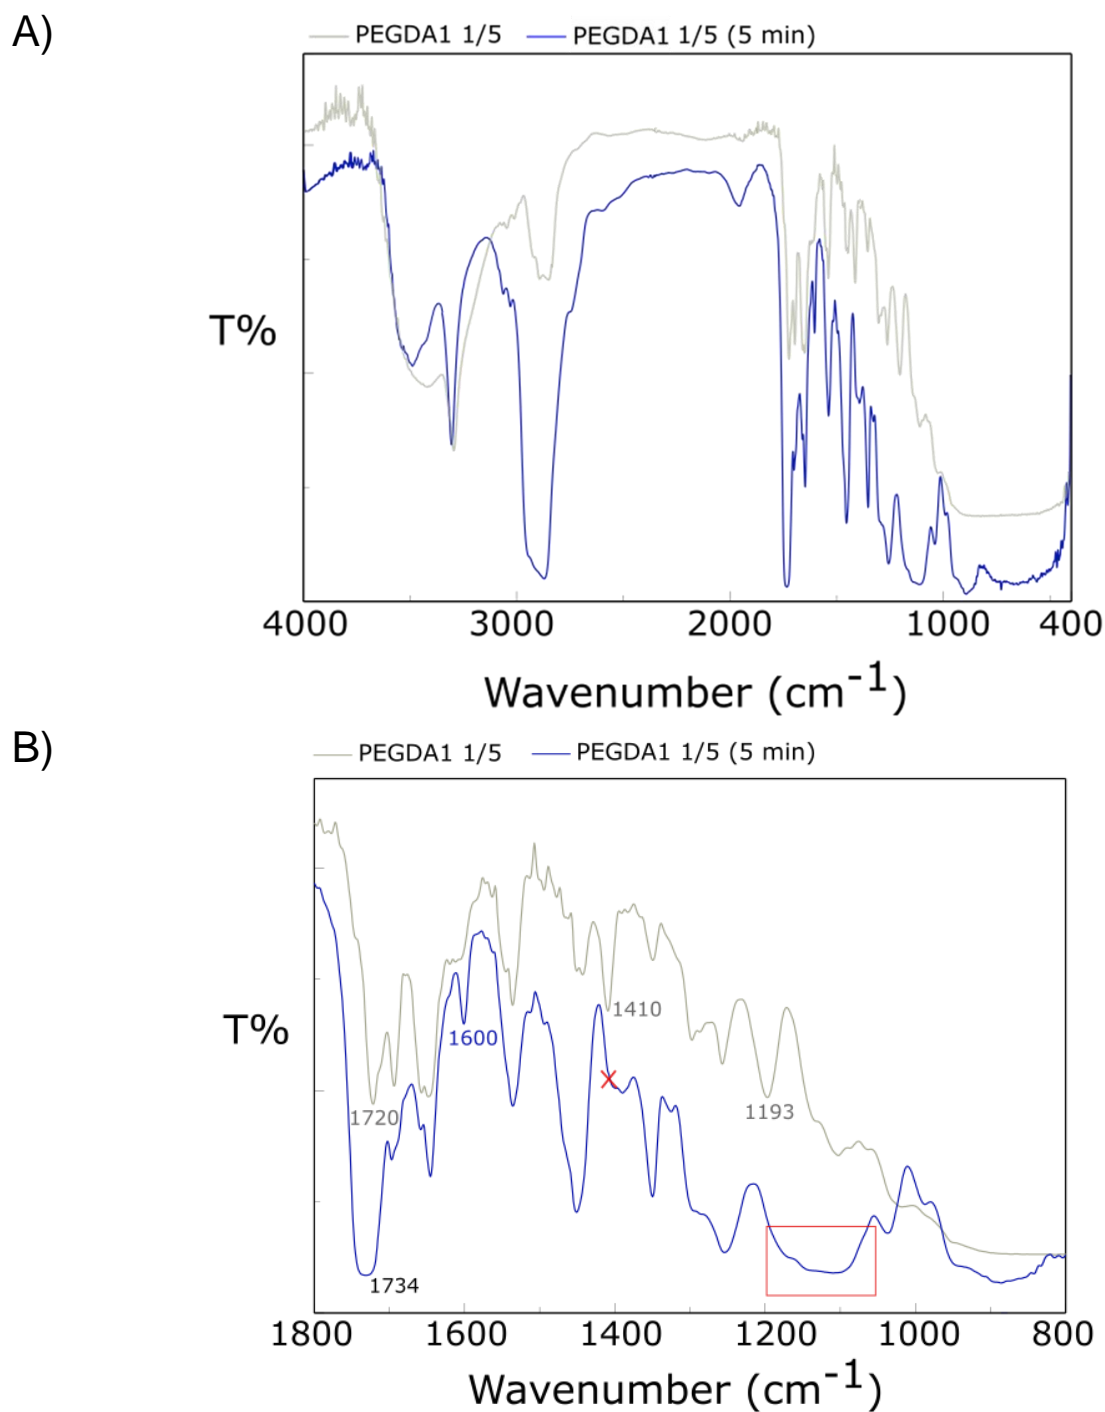 A)
PEGDA1 1/5 PEGDA1 1/5 (5 min)
T%
4000 3000 2000 1000 400
Wavenumber (cm-1)
B)
PEGDA1 1/5 PEGDA1 1/5 (5 min)
T%
1410
1600
1720
1193
1734
1800 1600 1400 1200 1000 800
Wavenumber (cm-1)